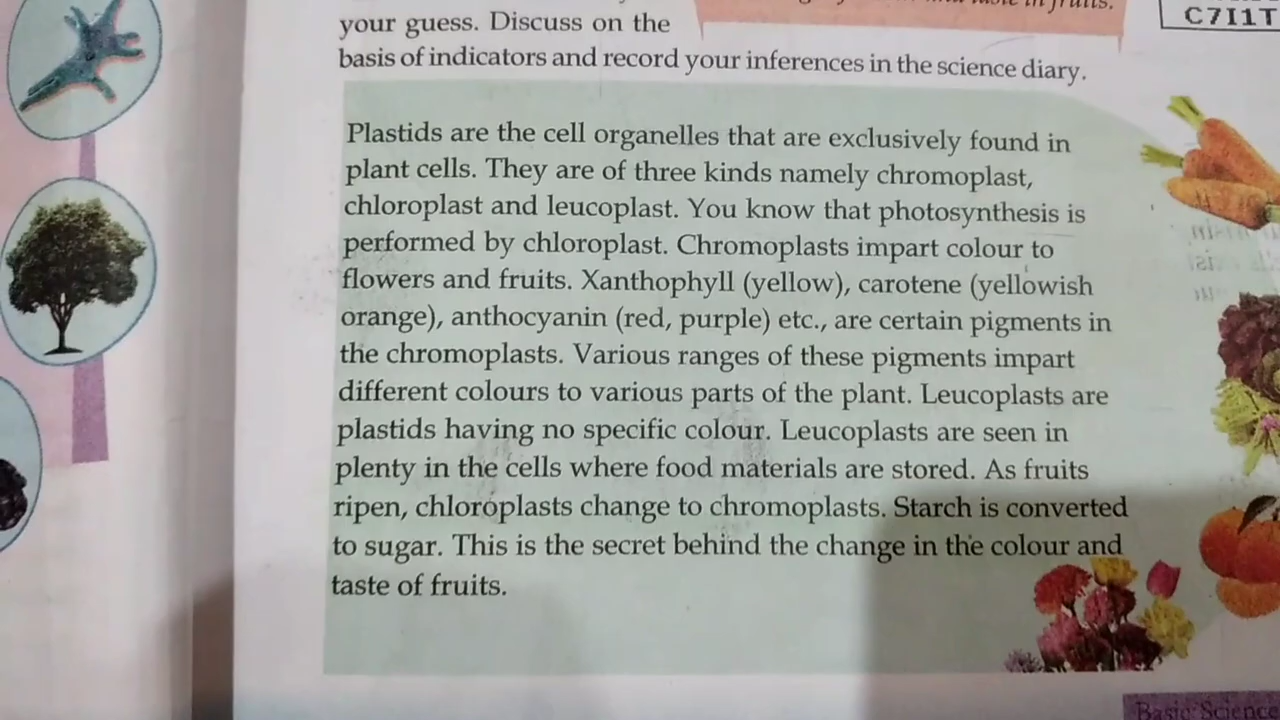 in fruits.
your guess. Discuss on the
C7I1T
basis of indicators and record your inferences in the science diary.
Plastids are the cell organelles that are exclusively found in
plant cells. They are of three kinds namely chromoplast,
chloroplast and leucoplast. You know that photosynthesis is
performed by chloroplast. Chromoplasts impart colour to
flowers and fruits. Xanthophyll (yellow), carotene (yellowish
orange), anthocyanin (red, purple) etc., are certain pigments in
the chromoplasts. Various ranges of these pigments impart
different colours to various parts of the plant. Leucoplasts are
plastids having no specific colour. Leucoplasts are seen in
plenty in the cells where food materials are stored. As fruits
ripen, chloroplasts change to chromoplasts. Starch is converted
to sugar. This is the secret behind the change in the colour and
taste of fruits.
Basic Science